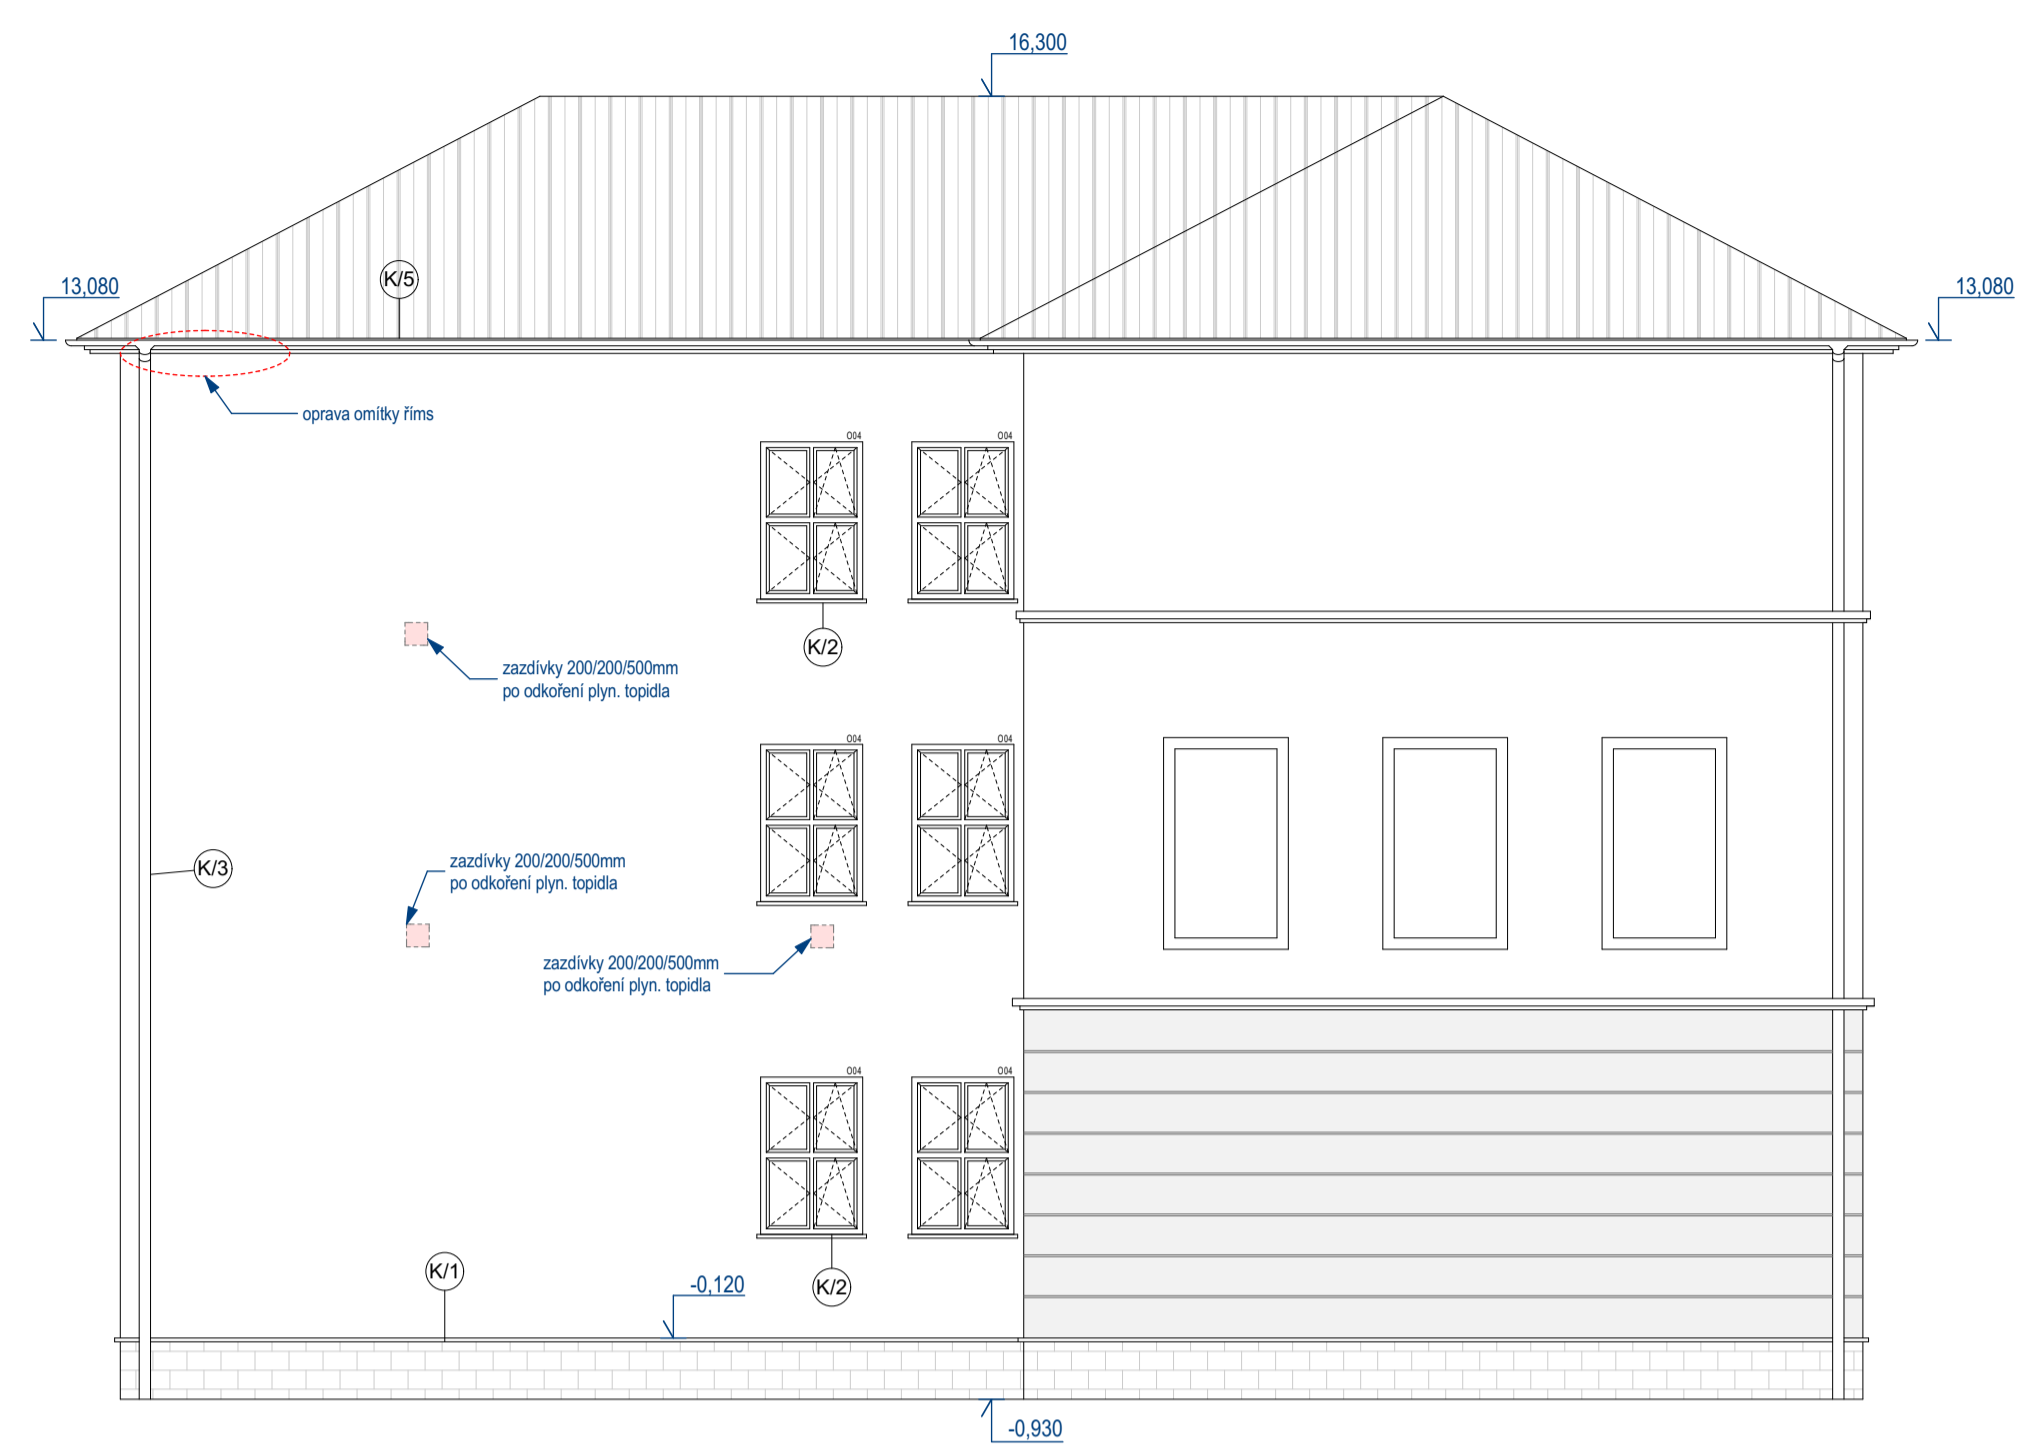 16,300
13,080
K/5
13,080
oprava omítky říms
O04
O04
K/2
zazdívky 200/200/500mm
po odkoření plyn. topidla
O04
O04
K/3
zazdívky 200/200/500mm
po odkoření plyn. topidla
zazdívky 200/200/500mm
po odkoření plyn. topidla
O04
O04
K/1
-0,120
K/2
-0,930